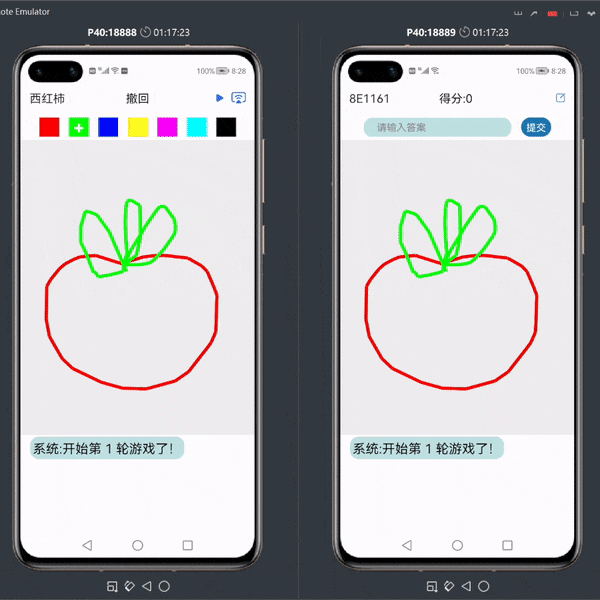 ote Emulator
P40:18888 01:17:23
P40:18889 01:17:23
100% 8:28
西红柿 撤回
系统:开始第 1 轮游戏了!
100% 8:28
8E1161 得分:0
请输入答案 提交
系统:开始第 1 轮游戏了!